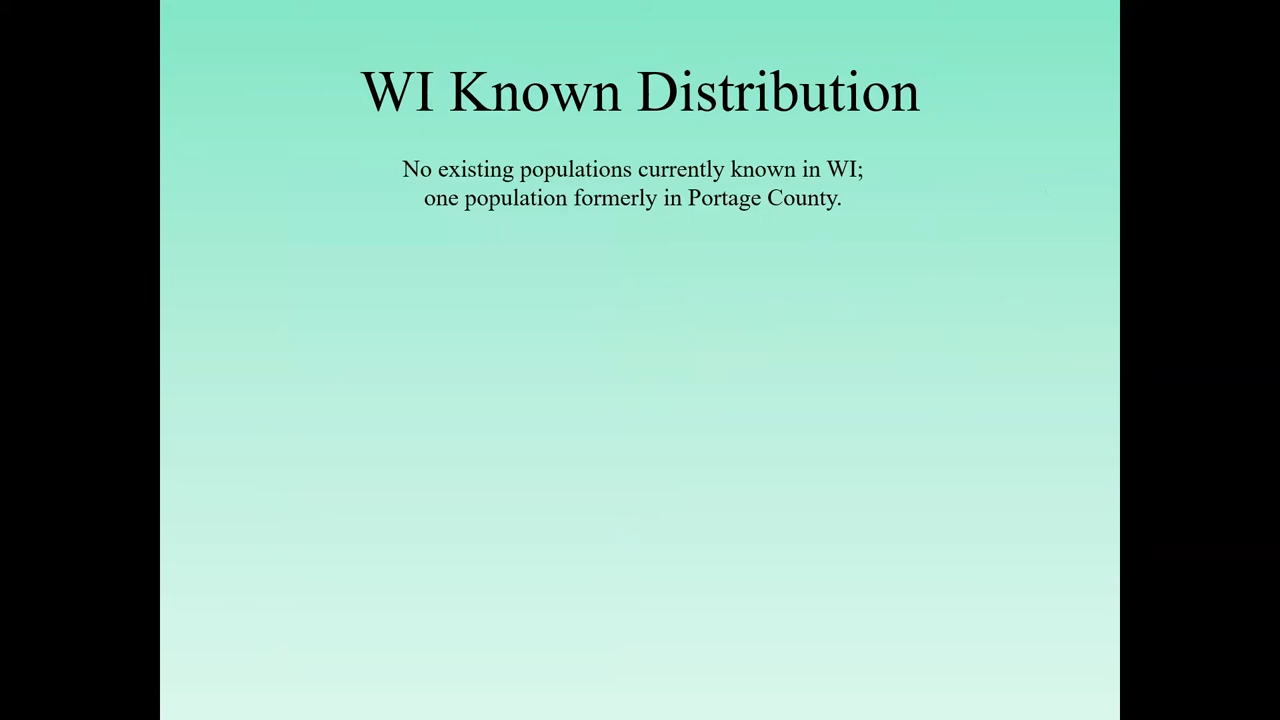 WI Known Distribution
No existing populations currently known in WI;
one population formerly in Portage County.